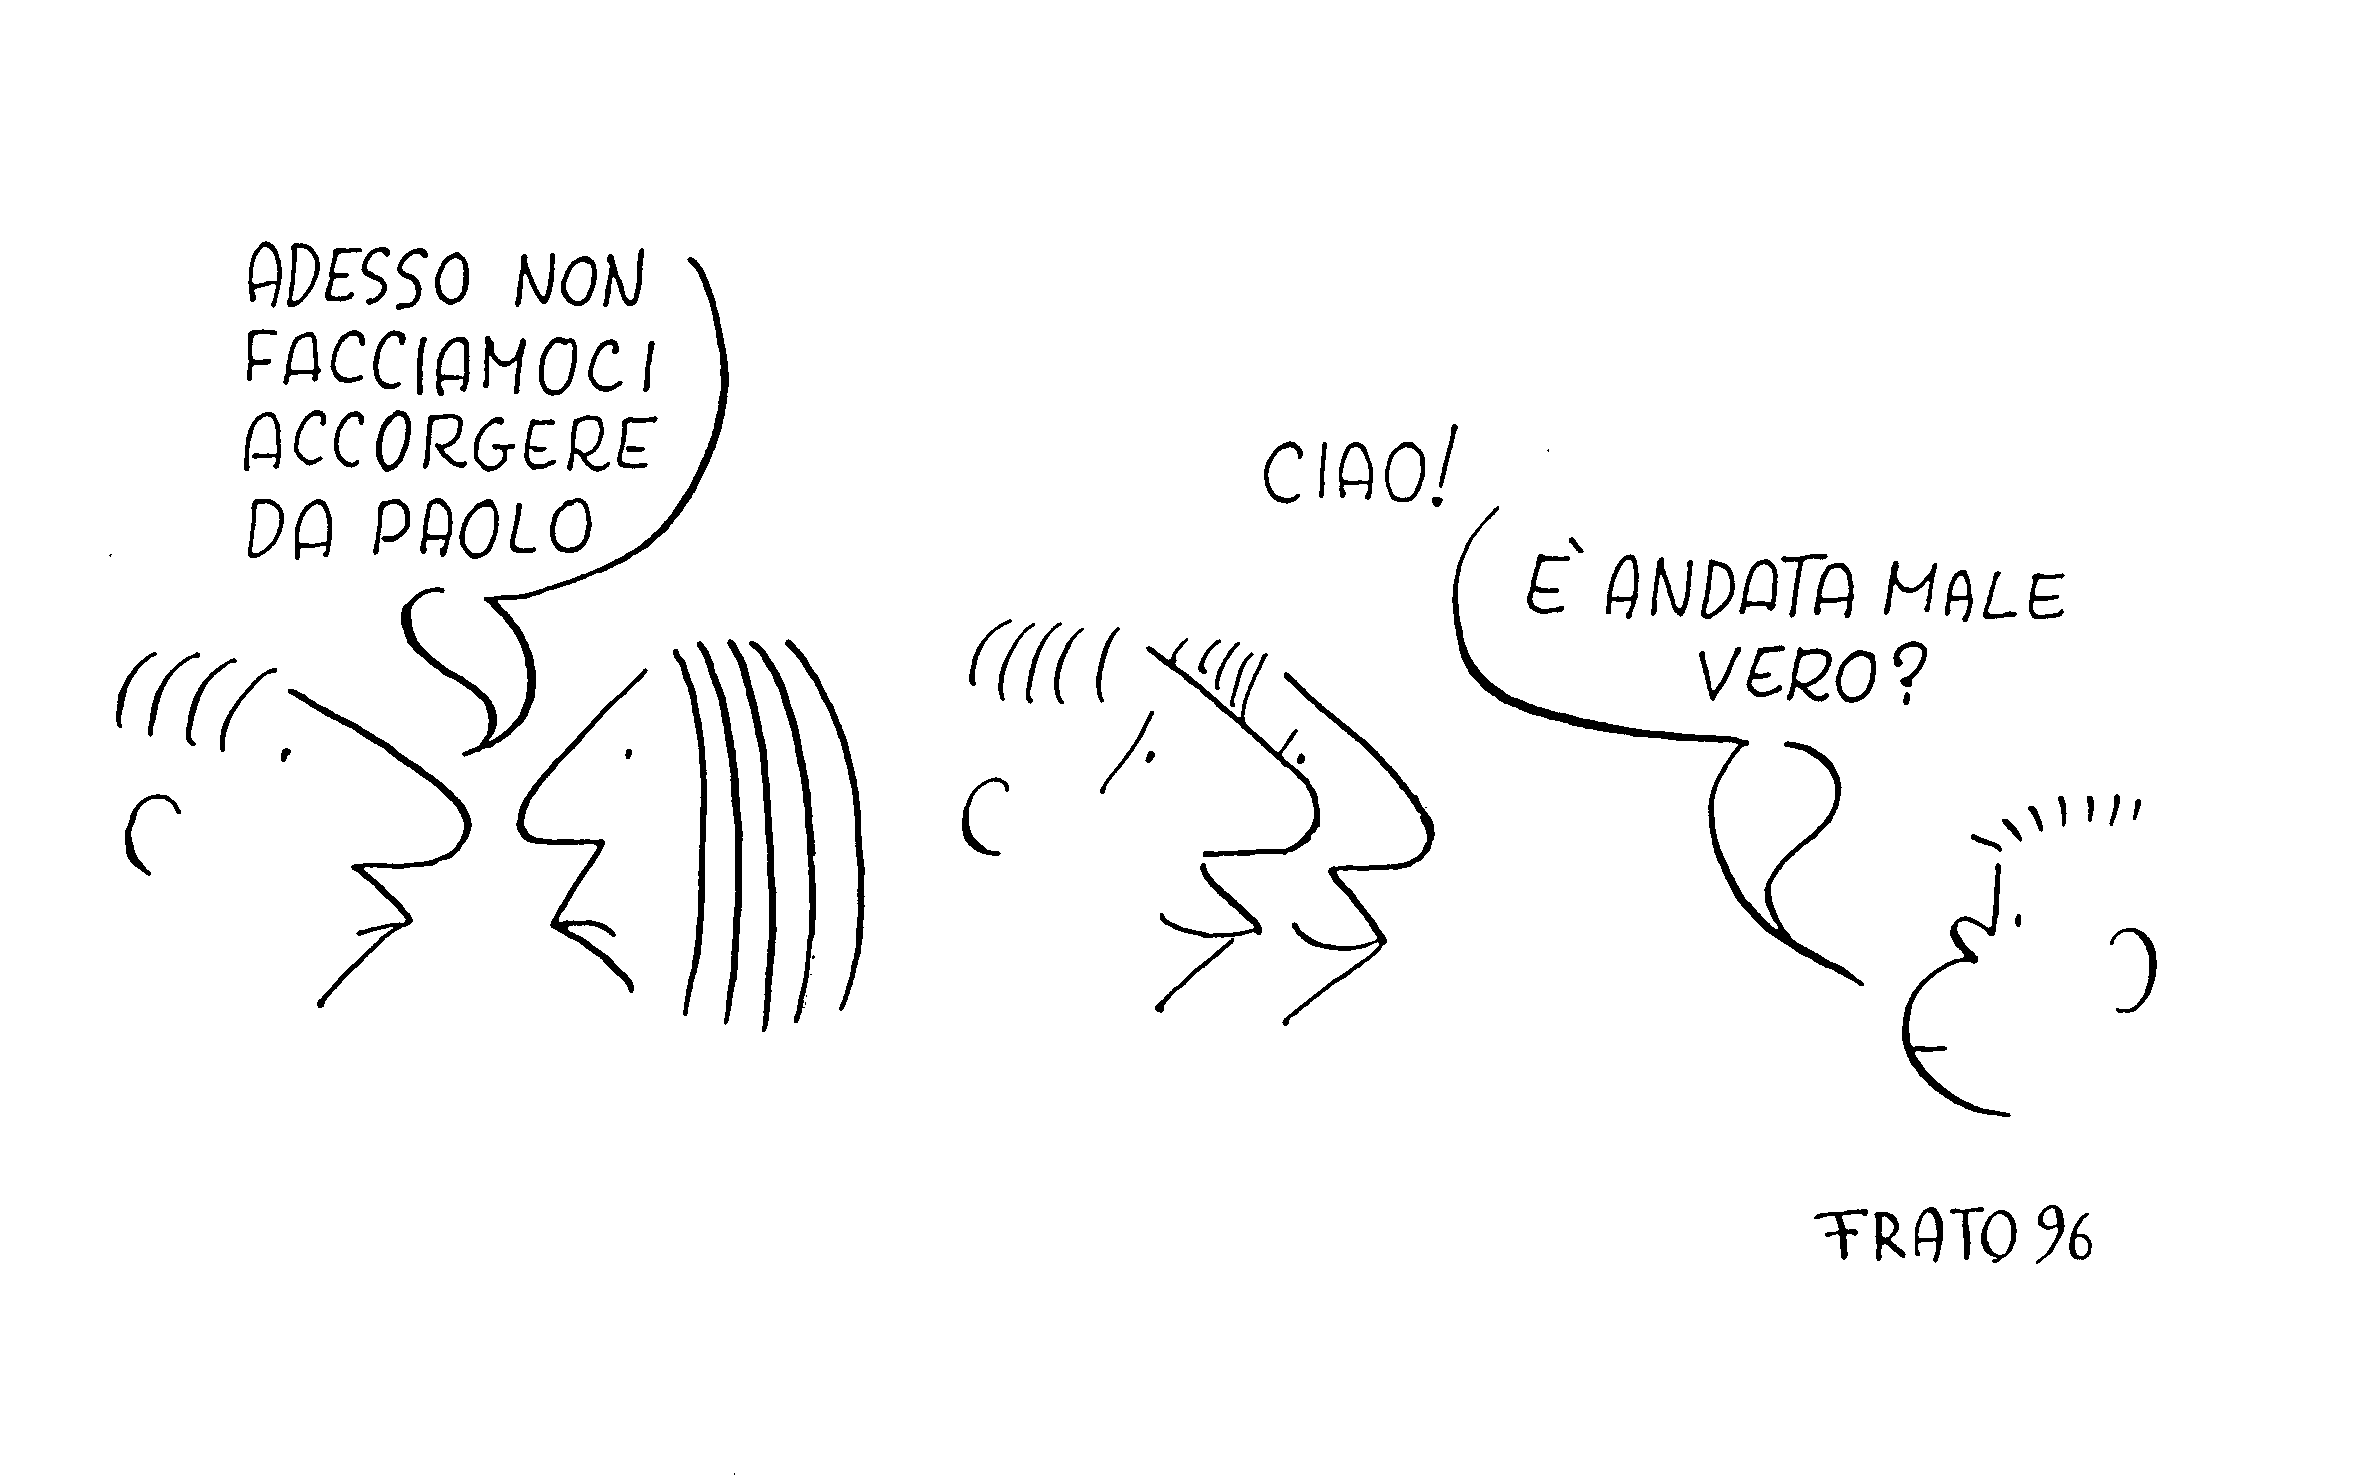 ADESSO NON
FACCIAMOCI
ACCORGERE
DA PAOLO
CIAO!
È ANDATA MALE
VERO?
FRATO 96